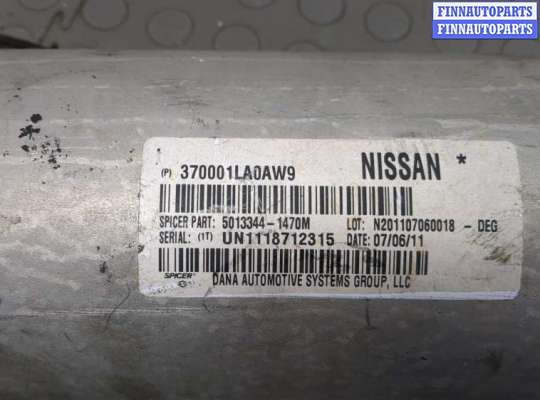 FINNAUTOPARTS
FINNAUTOPARTS
(P) 370001LA0AW9 NISSAN *
SPICER PART: 5013344-1470M LOT: N201107060018 - DEG
SERIAL: (1T) UN1118712315 DATE: 07/06/11
SPICER
DANA AUTOMOTIVE SYSTEMS GROUP, LLC